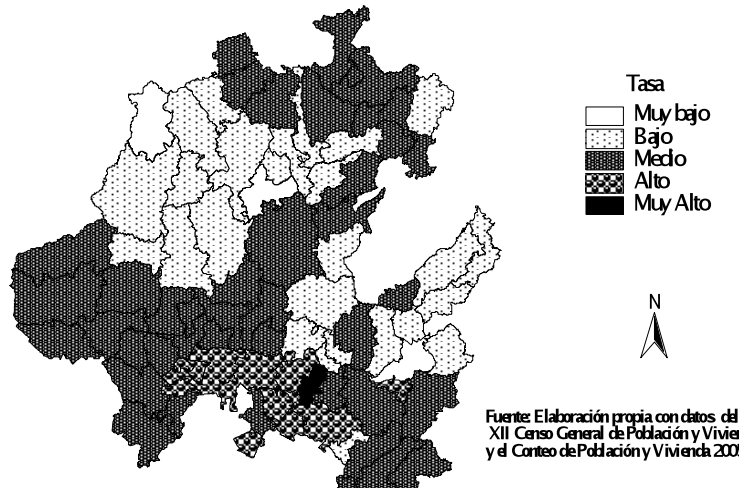 Tasa
Muy bajo
Bajo
Medio
Alto
Muy Alto
N
Fuente: Elaboración propia con datos del
XII Censo General de Población y Vivien
y el Conteo de Población y Vivienda 2005